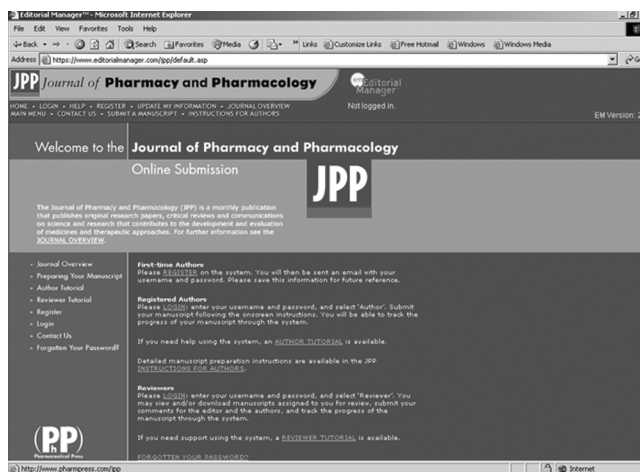 Editorial Manager™ - Microsoft Internet Explorer
File Edit View Favorites Tools Help
Back Search Favorites Media Links Customize Links Free Hotmail Windows Windows Media
Address https://www.editorialmanager.com/jpp/default.asp
JPP Journal of Pharmacy and Pharmacology
Editorial
Manager
HOME • LOGIN • HELP • REGISTER • UPDATE MY INFORMATION • JOURNAL OVERVIEW
Not logged in.
MAIN MENU • CONTACT US • SUBMIT A MANUSCRIPT • INSTRUCTIONS FOR AUTHORS
EM Version: 2
Welcome to the Journal of Pharmacy and Pharmacology
Online Submission
JPP
The Journal of Pharmacy and Pharmacology (JPP) is a monthly publication
that publishes original research papers, critical reviews and communications
on science and research that contributes to the development and evaluation
of medicines and therapeutic approaches. For further information see the
JOURNAL OVERVIEW.
Journal Overview
Preparing Your Manuscript
Author Tutorial
Reviewer Tutorial
Register
Login
Contact Us
Forgotten Your Password?
First-time Authors
Please REGISTER on the system. You will then be sent an email with your
username and password. Please save this information for future reference.
Registered Authors
Please LOGIN: enter your username and password, and select 'Author'. Submit
your manuscript following the onscreen instructions. You will be able to track the
progress of your manuscript through the system.
If you need help using the system, an AUTHOR TUTORIAL is available.
Detailed manuscript preparation instructions are available in the JPP
INSTRUCTIONS FOR AUTHORS.
Reviewers
Please LOGIN: enter your username and password, and select 'Reviewer'. You
may view and/or download manuscripts assigned to you for review, submit your
comments for the editor and the authors, and track the progress of the
manuscript through the system.
If you need support using the system, a REVIEWER TUTORIAL is available.
FORGOTTEN YOUR PASSWORD?
PhP
Pharmaceutical Press
http://www.pharmpress.com/jpp
Internet